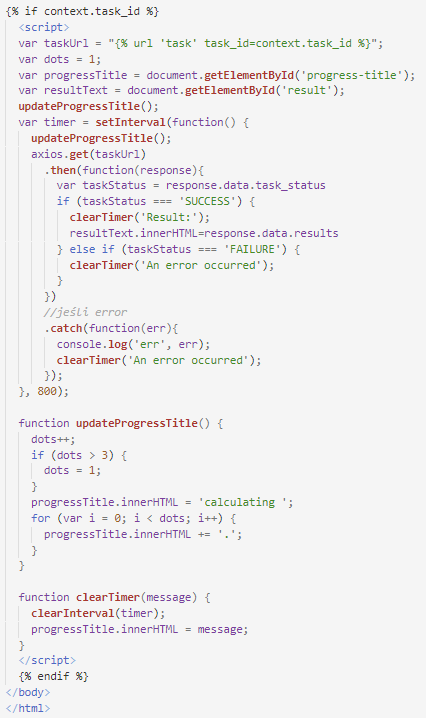 {% if context.task_id %}
<script>
var taskUrl = "{% url 'task' task_id=context.task_id %}";
var dots = 1;
var progressTitle = document.getElementById('progress-title');
var resultText = document.getElementById('result');
updateProgressTitle();
var timer = setInterval(function() {
updateProgressTitle();
axios.get(taskUrl)
.then(function(response){
var taskStatus = response.data.task_status
if (taskStatus === 'SUCCESS') {
clearTimer('Result:');
resultText.innerHTML=response.data.results
} else if (taskStatus === 'FAILURE') {
clearTimer('An error occurred');
}
})
//jeśli error
.catch(function(err){
console.log('err', err);
clearTimer('An error occurred');
});
}, 800);
function updateProgressTitle() {
dots++;
if (dots > 3) {
dots = 1;
}
progressTitle.innerHTML = 'calculating ';
for (var i = 0; i < dots; i++) {
progressTitle.innerHTML += '.';
}
}
function clearTimer(message) {
clearInterval(timer);
progressTitle.innerHTML = message;
}
</script>
{% endif %}
</body>
</html>